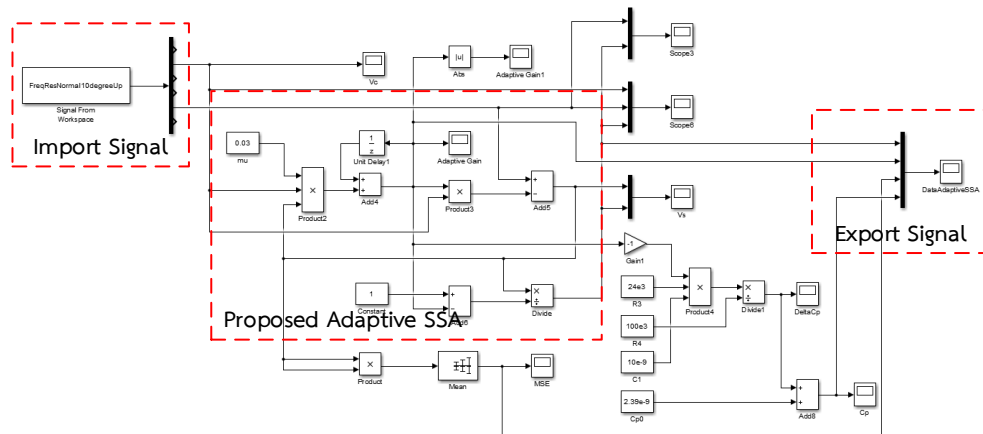 FreqResNormal10degreeUp
Signal From
Workspace
Import Signal
Vc
|u|
Abs
Adaptive Gain1
Scope3
Scope6
0.03
mu
×
Product2
1
z
Unit Delay1
+
+
Add4
Adaptive Gain
×
Product3
+
−
Add5
Vs
DataAdaptiveSSA
Export Signal
-1
Gain1
1
Constant
+
−
Add6
×
÷
Divide
Proposed Adaptive SSA
24e3
R3
×
Product4
×
÷
Divide1
DeltaCp
100e3
R4
10e-9
C1
2.39e-9
Cp0
+
+
Add8
Cp
×
Product
Mean
MSE